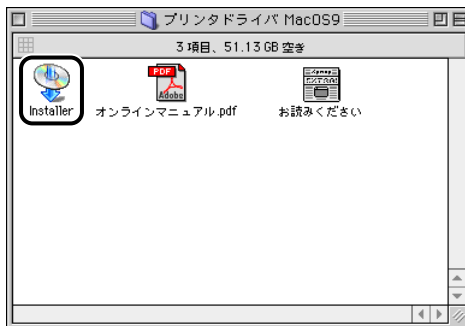 プリンタドライバ MacOS9
3項目、51.13 GB 空き
Installer
PDF
Adobe
オンラインマニュアル.pdf
お読みください